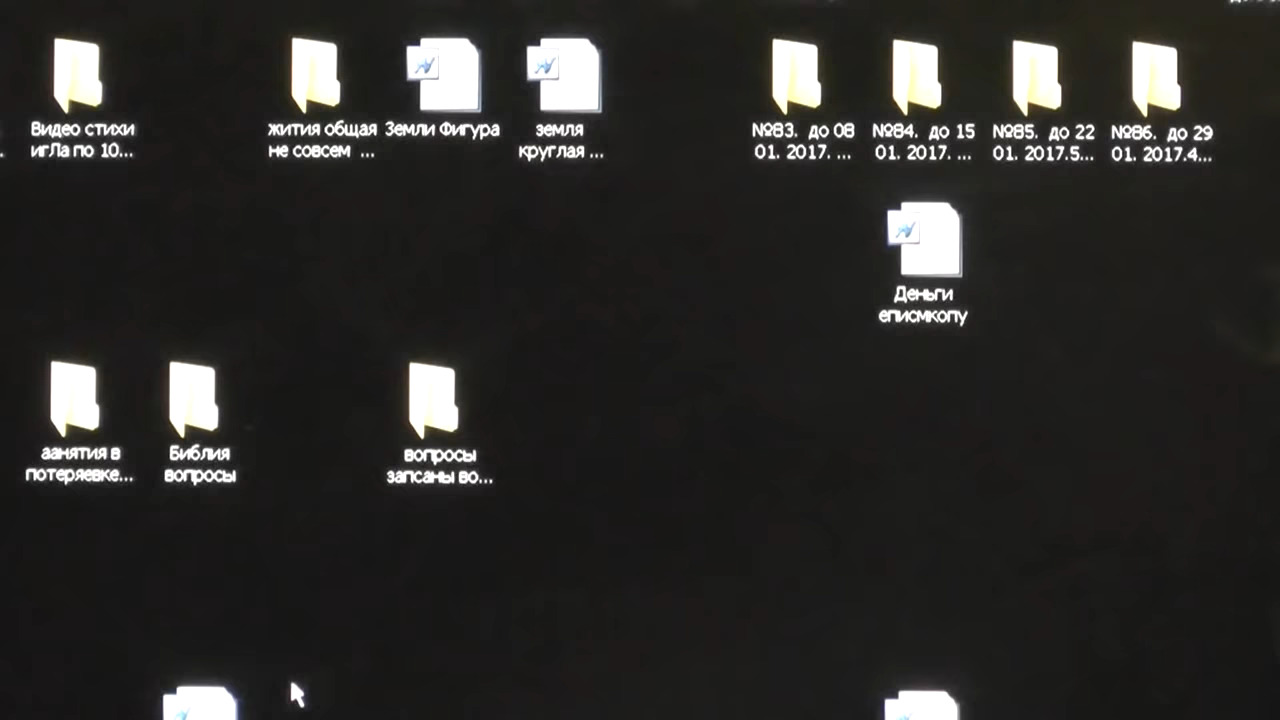 Видео стихи
игЛа по 10...
жития общая
не совсем ...
Земли Фигура
земля
круглая ...
№83. до 08
01. 2017. ...
№84. до 15
01. 2017. ...
№85. до 22
01. 2017.5...
№86. до 29
01. 2017.4...
Деньги
еписмкопу
аанятия в
потеряевке...
Библия
вопросы
вопросы
запсаны во...